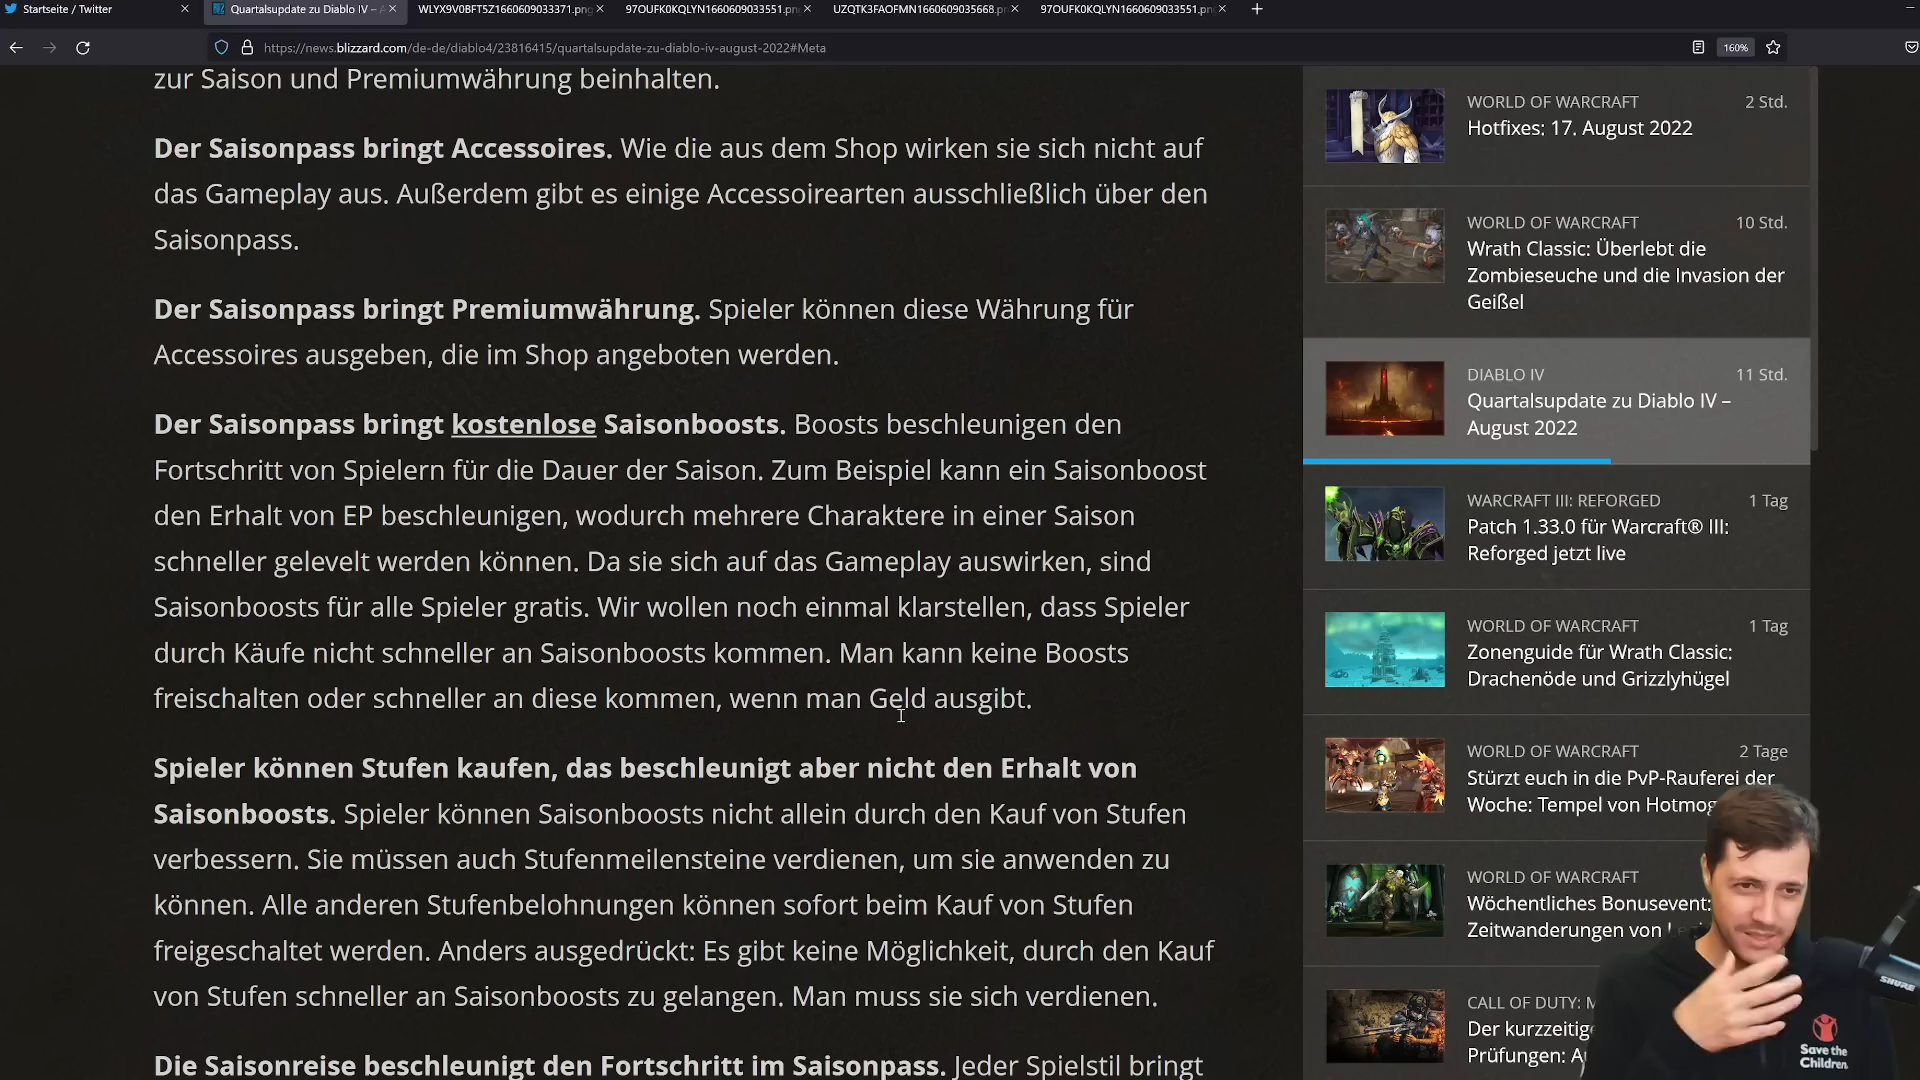 Startseite / Twitter
Quartalsupdate zu Diablo IV – A
WLYX9V0BFT5Z1660609033371.png
97OUFK0KQLYN1660609033551.png
UZQTK3FAOFMN1660609035668.pr
97OUFK0KQLYN1660609033551.png
https://news.blizzard.com/de-de/diablo4/23816415/quartalsupdate-zu-diablo-iv-august-2022#Meta
160%
zur Saison und Premiumwährung beinhalten.
Der Saisonpass bringt Accessoires. Wie die aus dem Shop wirken sie sich nicht auf
das Gameplay aus. Außerdem gibt es einige Accessoirearten ausschließlich über den
Saisonpass.
Der Saisonpass bringt Premiumwährung. Spieler können diese Währung für
Accessoires ausgeben, die im Shop angeboten werden.
Der Saisonpass bringt kostenlose Saisonboosts. Boosts beschleunigen den
Fortschritt von Spielern für die Dauer der Saison. Zum Beispiel kann ein Saisonboost
den Erhalt von EP beschleunigen, wodurch mehrere Charaktere in einer Saison
schneller gelevelt werden können. Da sie sich auf das Gameplay auswirken, sind
Saisonboosts für alle Spieler gratis. Wir wollen noch einmal klarstellen, dass Spieler
durch Käufe nicht schneller an Saisonboosts kommen. Man kann keine Boosts
freischalten oder schneller an diese kommen, wenn man Geld ausgibt.
Spieler können Stufen kaufen, das beschleunigt aber nicht den Erhalt von
Saisonboosts. Spieler können Saisonboosts nicht allein durch den Kauf von Stufen
verbessern. Sie müssen auch Stufenmeilensteine verdienen, um sie anwenden zu
können. Alle anderen Stufenbelohnungen können sofort beim Kauf von Stufen
freigeschaltet werden. Anders ausgedrückt: Es gibt keine Möglichkeit, durch den Kauf
von Stufen schneller an Saisonboosts zu gelangen. Man muss sie sich verdienen.
Die Saisonreise beschleunigt den Fortschritt im Saisonpass. Jeder Spielstil bringt
WORLD OF WARCRAFT 2 Std.
Hotfixes: 17. August 2022
WORLD OF WARCRAFT 10 Std.
Wrath Classic: Überlebt die
Zombieseuche und die Invasion der
Geißel
DIABLO IV 11 Std.
Quartalsupdate zu Diablo IV –
August 2022
WARCRAFT III: REFORGED 1 Tag
Patch 1.33.0 für Warcraft® III:
Reforged jetzt live
WORLD OF WARCRAFT 1 Tag
Zonenguide für Wrath Classic:
Drachenöde und Grizzlyhügel
WORLD OF WARCRAFT 2 Tage
Stürzt euch in die PvP-Rauferei der
Woche: Tempel von Hotmog
WORLD OF WARCRAFT
Wöchentliches Bonusevent:
Zeitwanderungen von
CALL OF DUTY: M
Der kurzzeitig
Prüfungen: A
SHURE
Save the
Children